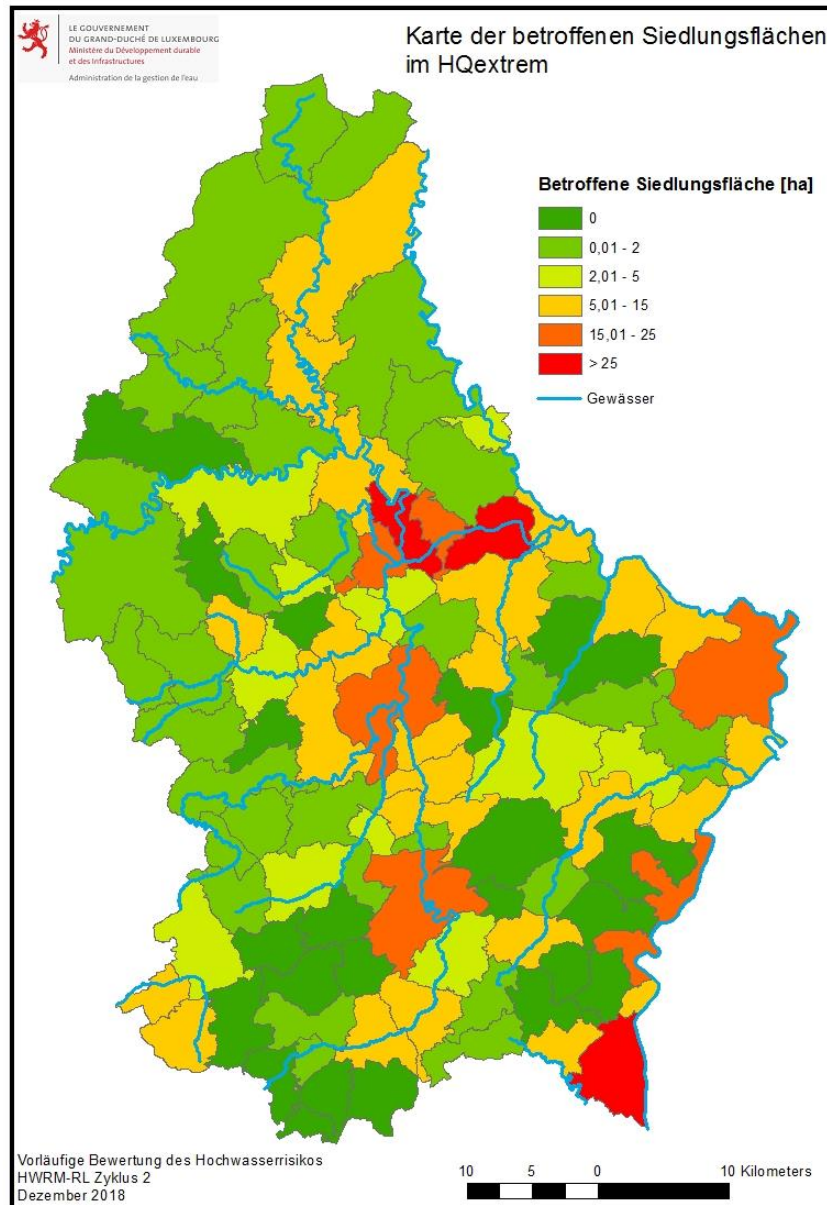 LE GOUVERNEMENT
DU GRAND-DUCHÉ DE LUXEMBOURG
Ministère du Développement durable
et des Infrastructures
Administration de la gestion de l'eau
Karte der betroffenen Siedlungsflächen
im HQextrem
Betroffene Siedlungsfläche [ha]
0
0,01 - 2
2,01 - 5
5,01 - 15
15,01 - 25
> 25
Gewässer
Vorläufige Bewertung des Hochwasserrisikos
HWRM-RL Zyklus 2
Dezember 2018
10 5 0 10 Kilometers